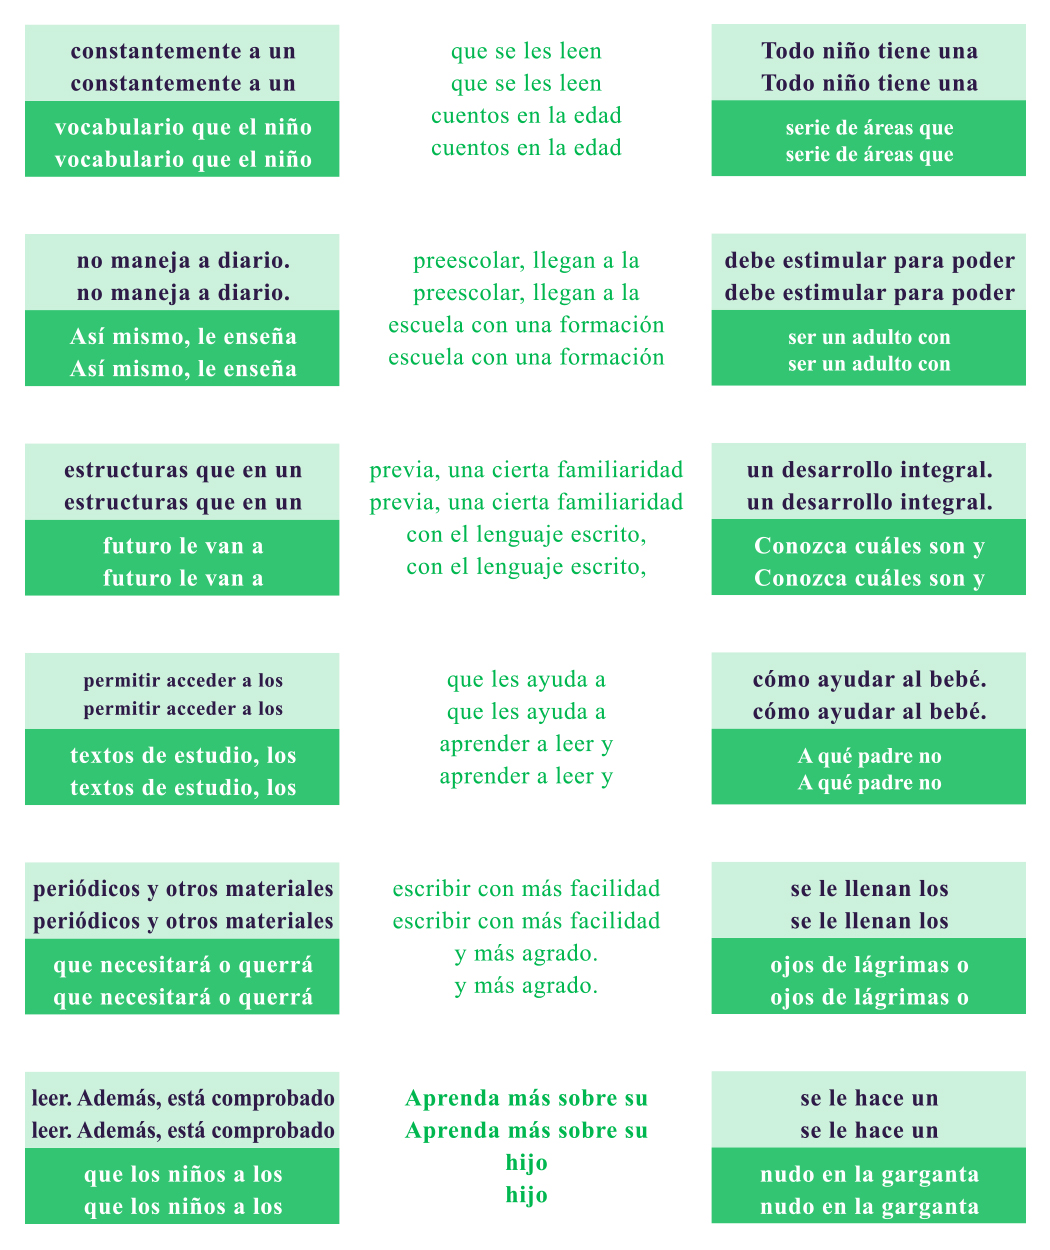 constantemente a un
constantemente a un
vocabulario que el niño
vocabulario que el niño
no maneja a diario.
no maneja a diario.
Así mismo, le enseña
Así mismo, le enseña
estructuras que en un
estructuras que en un
futuro le van a
futuro le van a
permitir acceder a los
permitir acceder a los
textos de estudio, los
textos de estudio, los
periódicos y otros materiales
periódicos y otros materiales
que necesitará o querrá
que necesitará o querrá
leer. Además, está comprobado
leer. Además, está comprobado
que los niños a los
que los niños a los
que se les leen
que se les leen
cuentos en la edad
cuentos en la edad
preescolar, llegan a la
preescolar, llegan a la
escuela con una formación
escuela con una formación
previa, una cierta familiaridad
previa, una cierta familiaridad
con el lenguaje escrito,
con el lenguaje escrito,
que les ayuda a
que les ayuda a
aprender a leer y
aprender a leer y
escribir con más facilidad
escribir con más facilidad
y más agrado.
y más agrado.
Aprenda más sobre su
Aprenda más sobre su
hijo
hijo
Todo niño tiene una
Todo niño tiene una
serie de áreas que
serie de áreas que
debe estimular para poder
debe estimular para poder
ser un adulto con
ser un adulto con
un desarrollo integral.
un desarrollo integral.
Conozca cuáles son y
Conozca cuáles son y
cómo ayudar al bebé.
cómo ayudar al bebé.
A qué padre no
A qué padre no
se le llenan los
se le llenan los
ojos de lágrimas o
ojos de lágrimas o
se le hace un
se le hace un
nudo en la garganta
nudo en la garganta